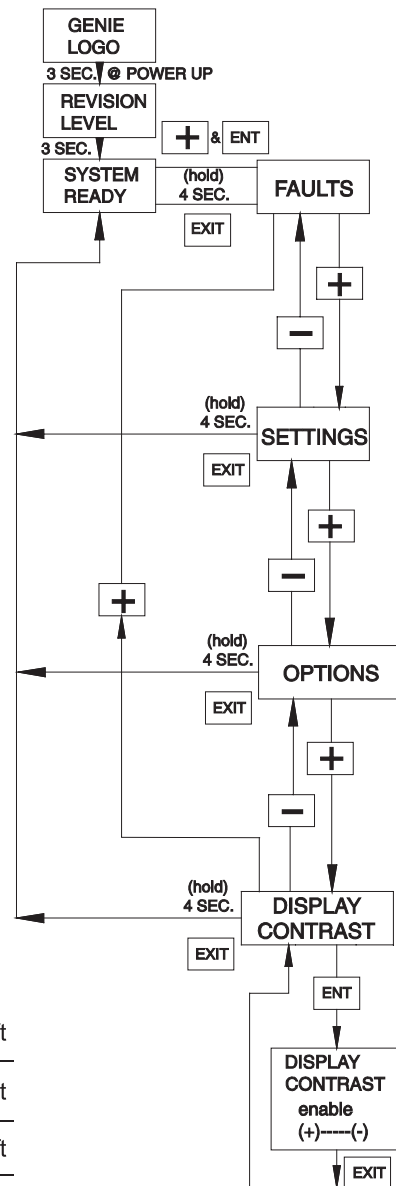 GENIE
LOGO
3 SEC. @ POWER UP
REVISION
LEVEL
3 SEC.
+ & ENT
SYSTEM
READY
(hold)
4 SEC.
FAULTS
EXIT
+
−
(hold)
4 SEC.
SETTINGS
EXIT
+
−
+
(hold)
4 SEC.
OPTIONS
EXIT
+
−
(hold)
4 SEC.
DISPLAY
CONTRAST
EXIT
ENT
DISPLAY
CONTRAST
enable
(+)-----(-)
EXIT
ft
t
ft